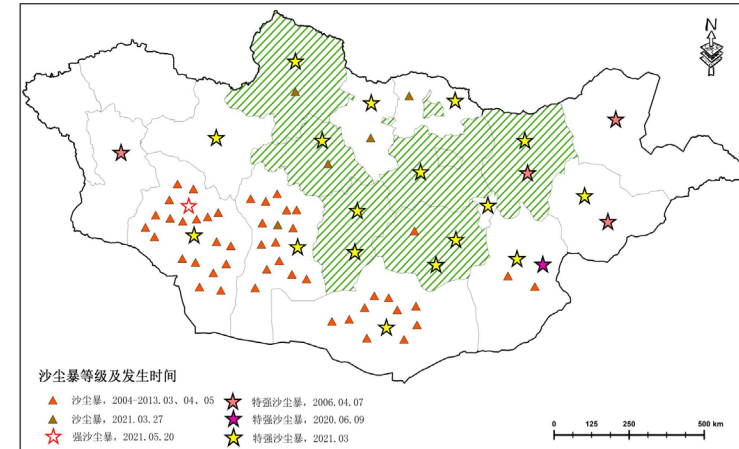 N
沙尘暴等级及发生时间
沙尘暴，2004-2013.03、04、05
沙尘暴，2021.03.27
强沙尘暴，2021.05.20
特强沙尘暴，2006.04.07
特强沙尘暴，2020.06.09
特强沙尘暴，2021.03
0 125 250 500 km